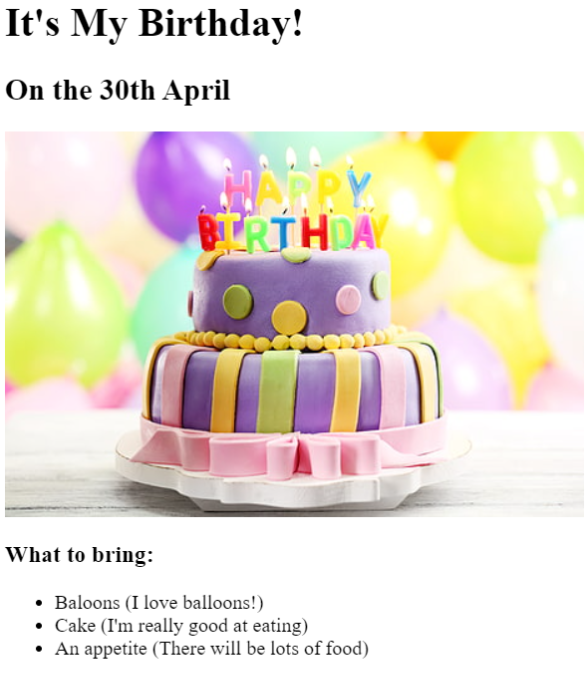 It's My Birthday!
On the 30th April
HAPPY
BIRTHDAY
What to bring:
Baloons (I love balloons!)
Cake (I'm really good at eating)
An appetite (There will be lots of food)